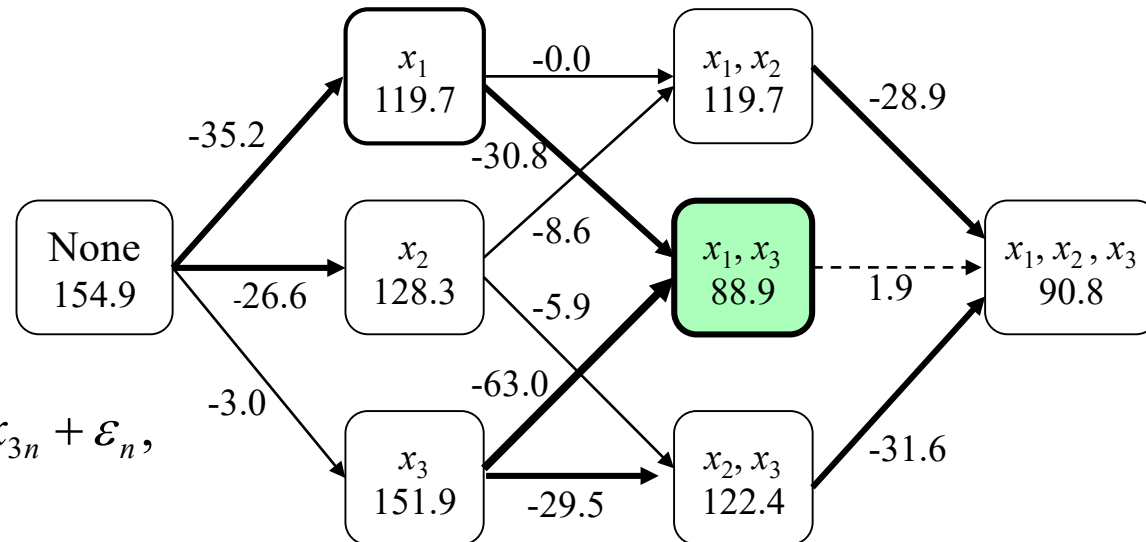 x₁
119.7
-0.0
x₁, x₂
119.7
-28.9
-35.2
-30.8
None
154.9
-26.6
x₂
128.3
-8.6
-5.9
x₁, x₃
88.9
1.9
x₁, x₂, x₃
90.8
-3.0
-63.0
x₃ₙ + εₙ,
x₃
151.9
-29.5
x₂, x₃
122.4
-31.6